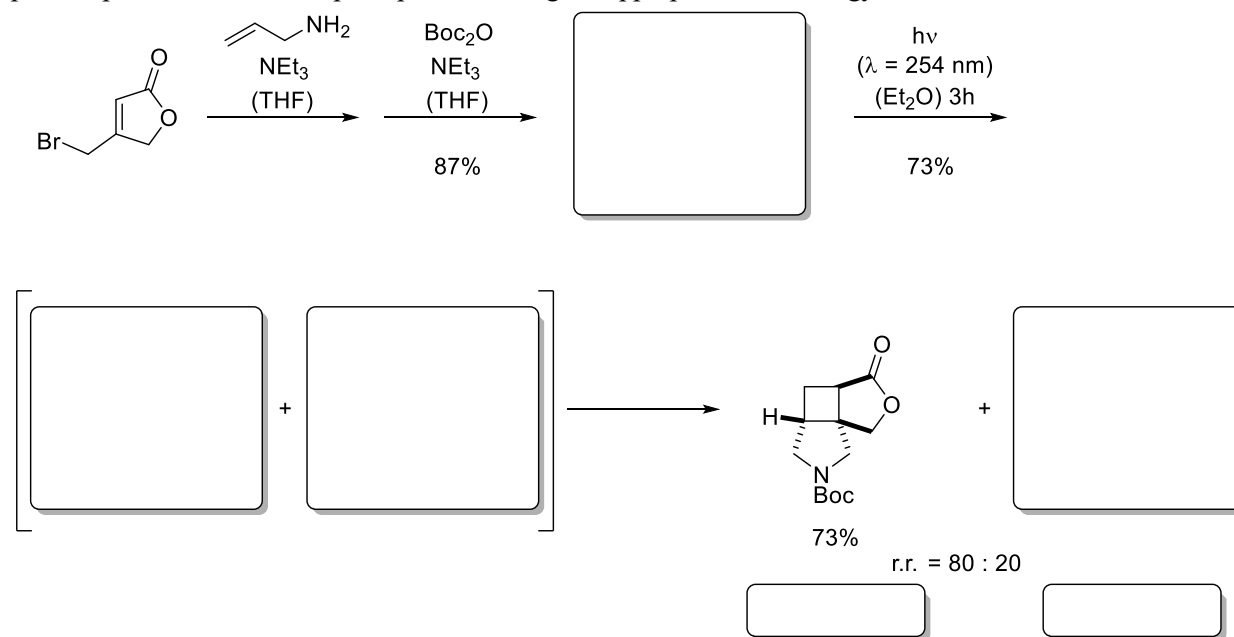 NH₂
NEt₃
(THF)
O
O
Br
Boc₂O
NEt₃
(THF)
87%
hν
(λ = 254 nm)
(Et₂O) 3h
73%
+
O
O
H
N
Boc
73%
+
r.r. = 80 : 20